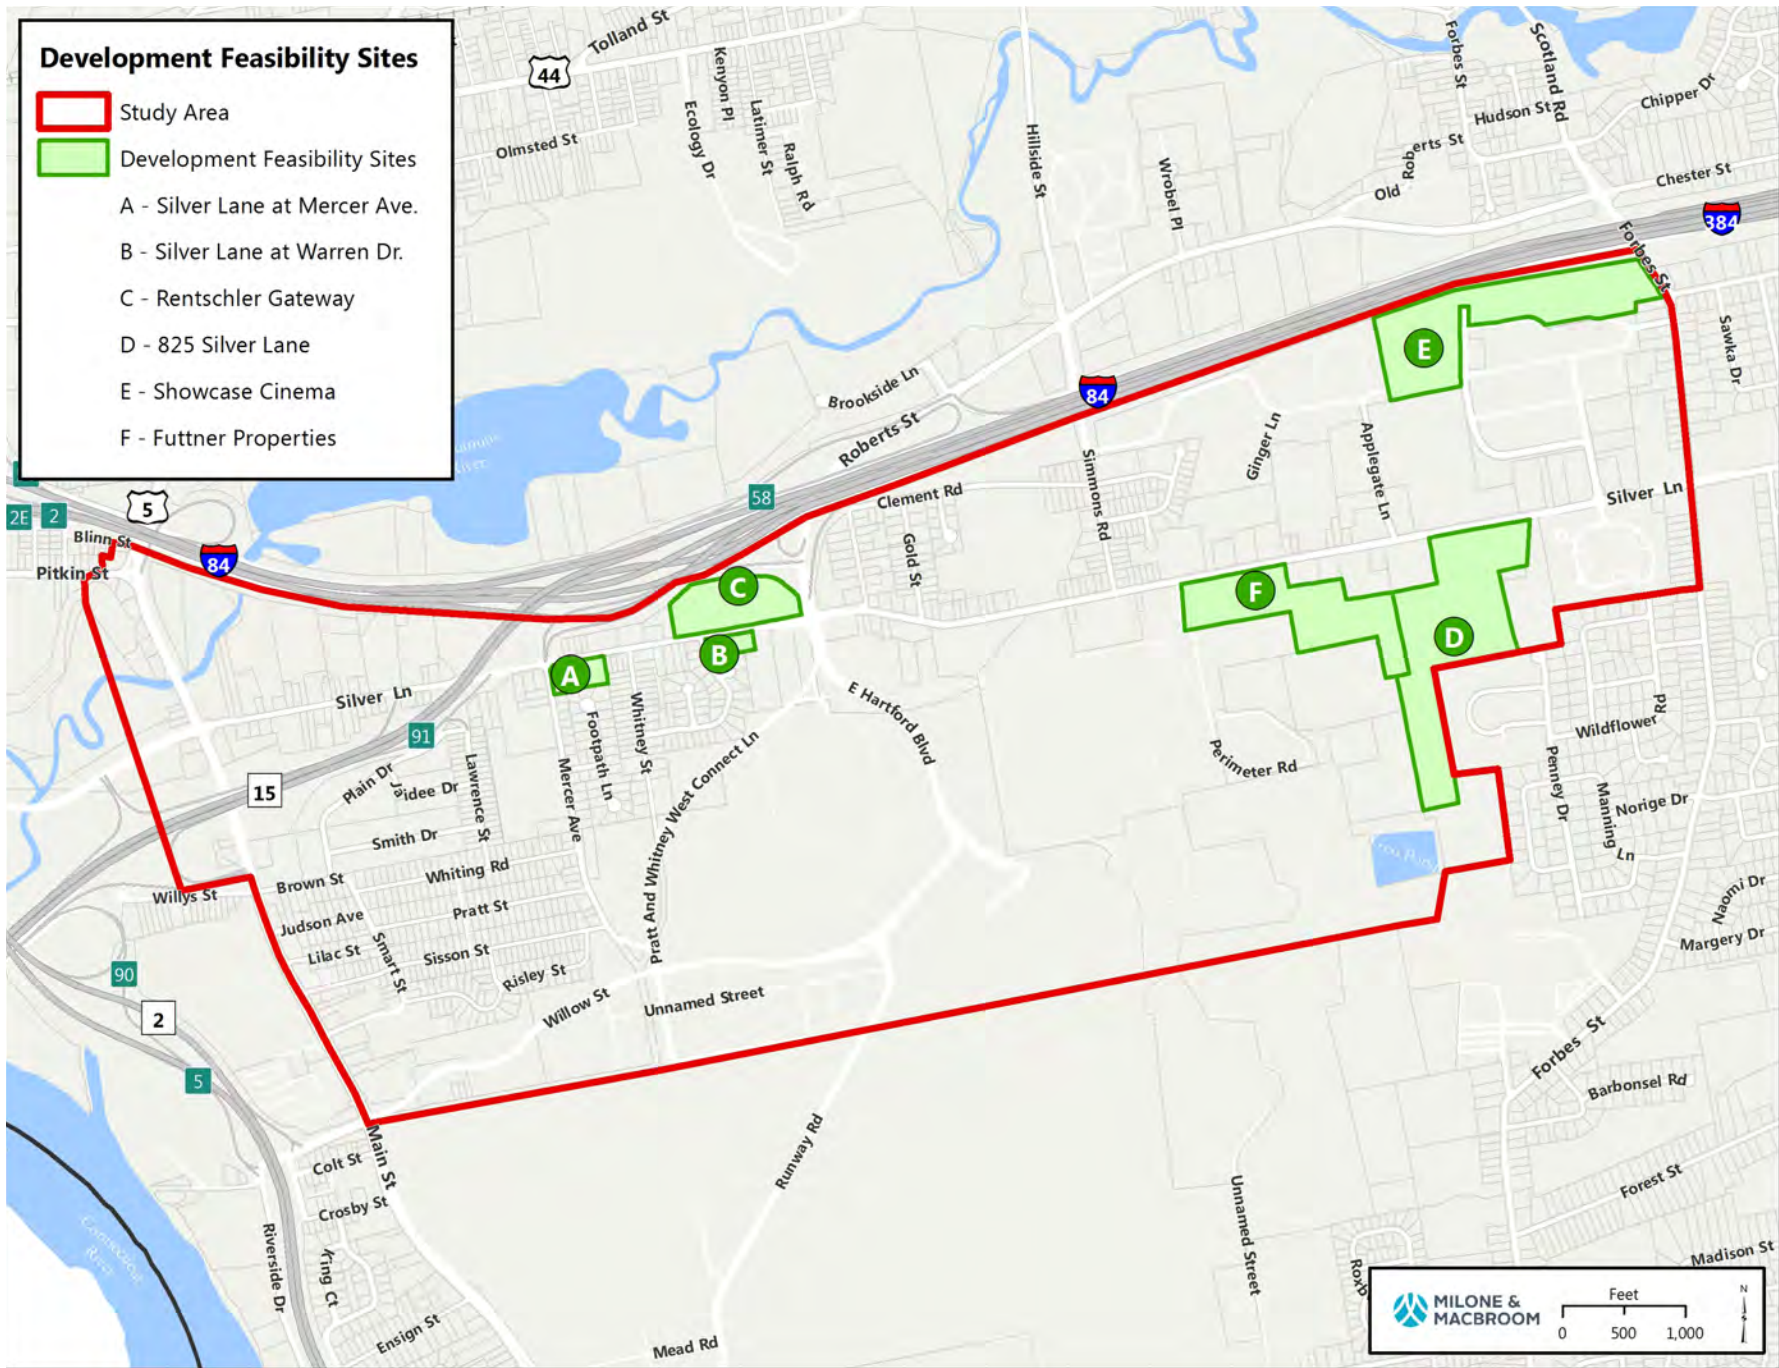 Development Feasibility Sites
Study Area
Development Feasibility Sites
A - Silver Lane at Mercer Ave.
B - Silver Lane at Warren Dr.
C - Rentschler Gateway
D - 825 Silver Lane
E - Showcase Cinema
F - Futtner Properties
Tolland St
44
Kenyon Pl
Latimer St
Ecology Dr
Ralph Rd
Olmsted St
Hillside St
Wrobel Pl
Forbes St
Scotland Rd
Hudson St
Chipper Dr
Old Roberts St
Chester St
384
Forbes St
Sawka Dr
E
84
Brookside Ln
Roberts St
58
Clement Rd
Simmons Rd
Ginger Ln
Applegate Ln
Silver Ln
Gold St
River
5
2E
2
Blinn St
Pitkin St
84
C
F
D
B
A
Silver Ln
91
15
Plain Dr
Jaidee Dr
Lawrence St
Smith Dr
Whiting Rd
Brown St
Willys St
Judson Ave
Pratt St
Lilac St
Sisson St
Smart St
Risley St
Mercer Ave
Footpath Ln
Whitney St
Pratt And Whitney West Connect Ln
E Hartford Blvd
Perimeter Rd
Wildflower Rd
Penney Dr
Manning Ln
Norige Dr
Naomi Dr
Margery Dr
Willow St
Unnamed Street
90
2
5
Main St
Colt St
Crosby St
Riverside Dr
King Ct
Ensign St
Connecticut
River
Runway Rd
Mead Rd
Unnamed Street
Forbes St
Barbonsel Rd
Forest St
Madison St
MILONE &
MACBROOM
Feet
0 500 1,000
N